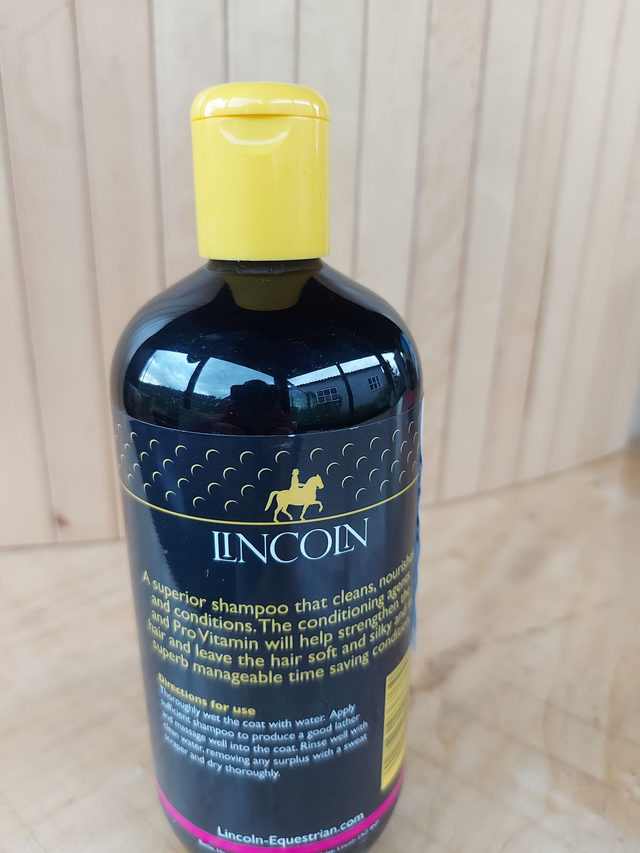 LINCOLN
A superior shampoo that cleans, nourishes
and conditions. The conditioning agents
and Pro Vitamin will help strengthen the
hair and leave the hair soft and silky and
superb manageable time saving condition
Directions for use
Thoroughly wet the coat with water. Apply
sufficient shampoo to produce a good lather
and massage well into the coat. Rinse well with
clean water, removing any surplus with a sweat
scraper and dry thoroughly.
Lincoln-Equestrian.com